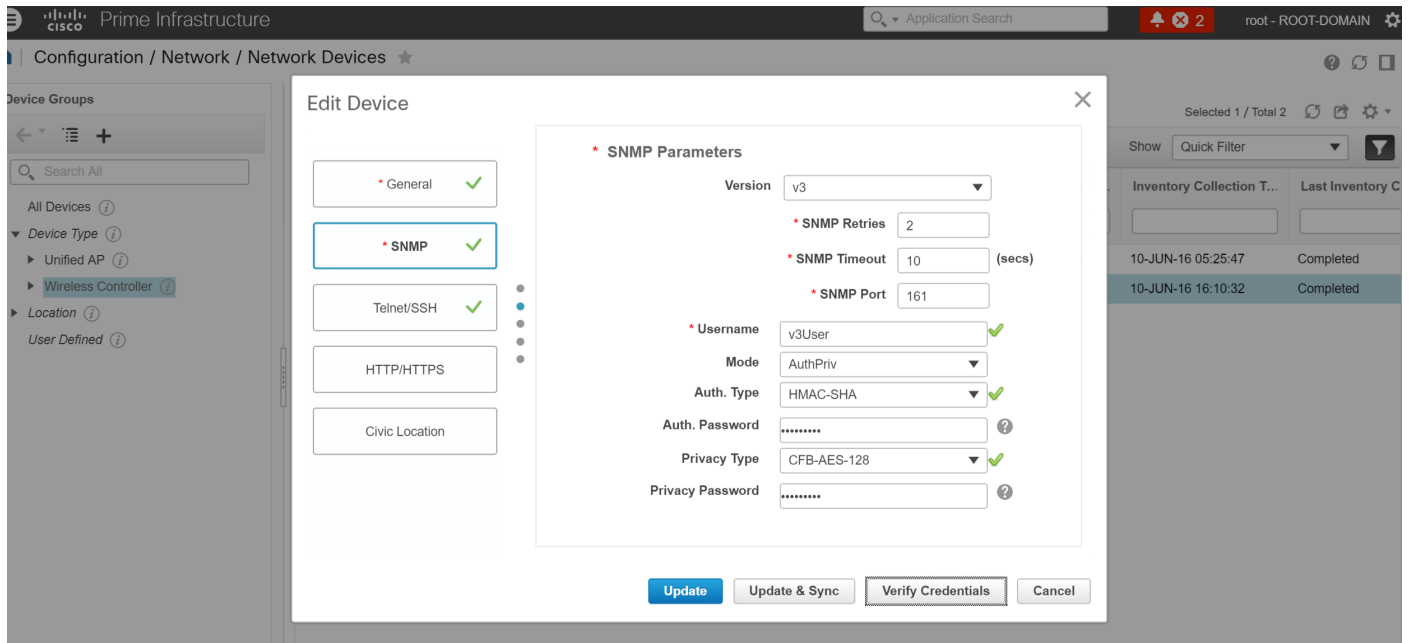 cisco Prime Infrastructure
Application Search
2
root - ROOT-DOMAIN
Configuration / Network / Network Devices
Device Groups
Search All
All Devices
Device Type
Unified AP
Wireless Controller
Location
User Defined
Selected 1 / Total 2
Show Quick Filter
Inventory Collection T... Last Inventory C
10-JUN-16 05:25:47 Completed
10-JUN-16 16:10:32 Completed
Edit Device
* General
* SNMP
Telnet/SSH
HTTP/HTTPS
Civic Location
* SNMP Parameters
Version v3
* SNMP Retries 2
* SNMP Timeout 10 (secs)
* SNMP Port 161
* Username v3User
Mode AuthPriv
Auth. Type HMAC-SHA
Auth. Password •••••••••
Privacy Type CFB-AES-128
Privacy Password •••••••••
Update Update & Sync Verify Credentials Cancel